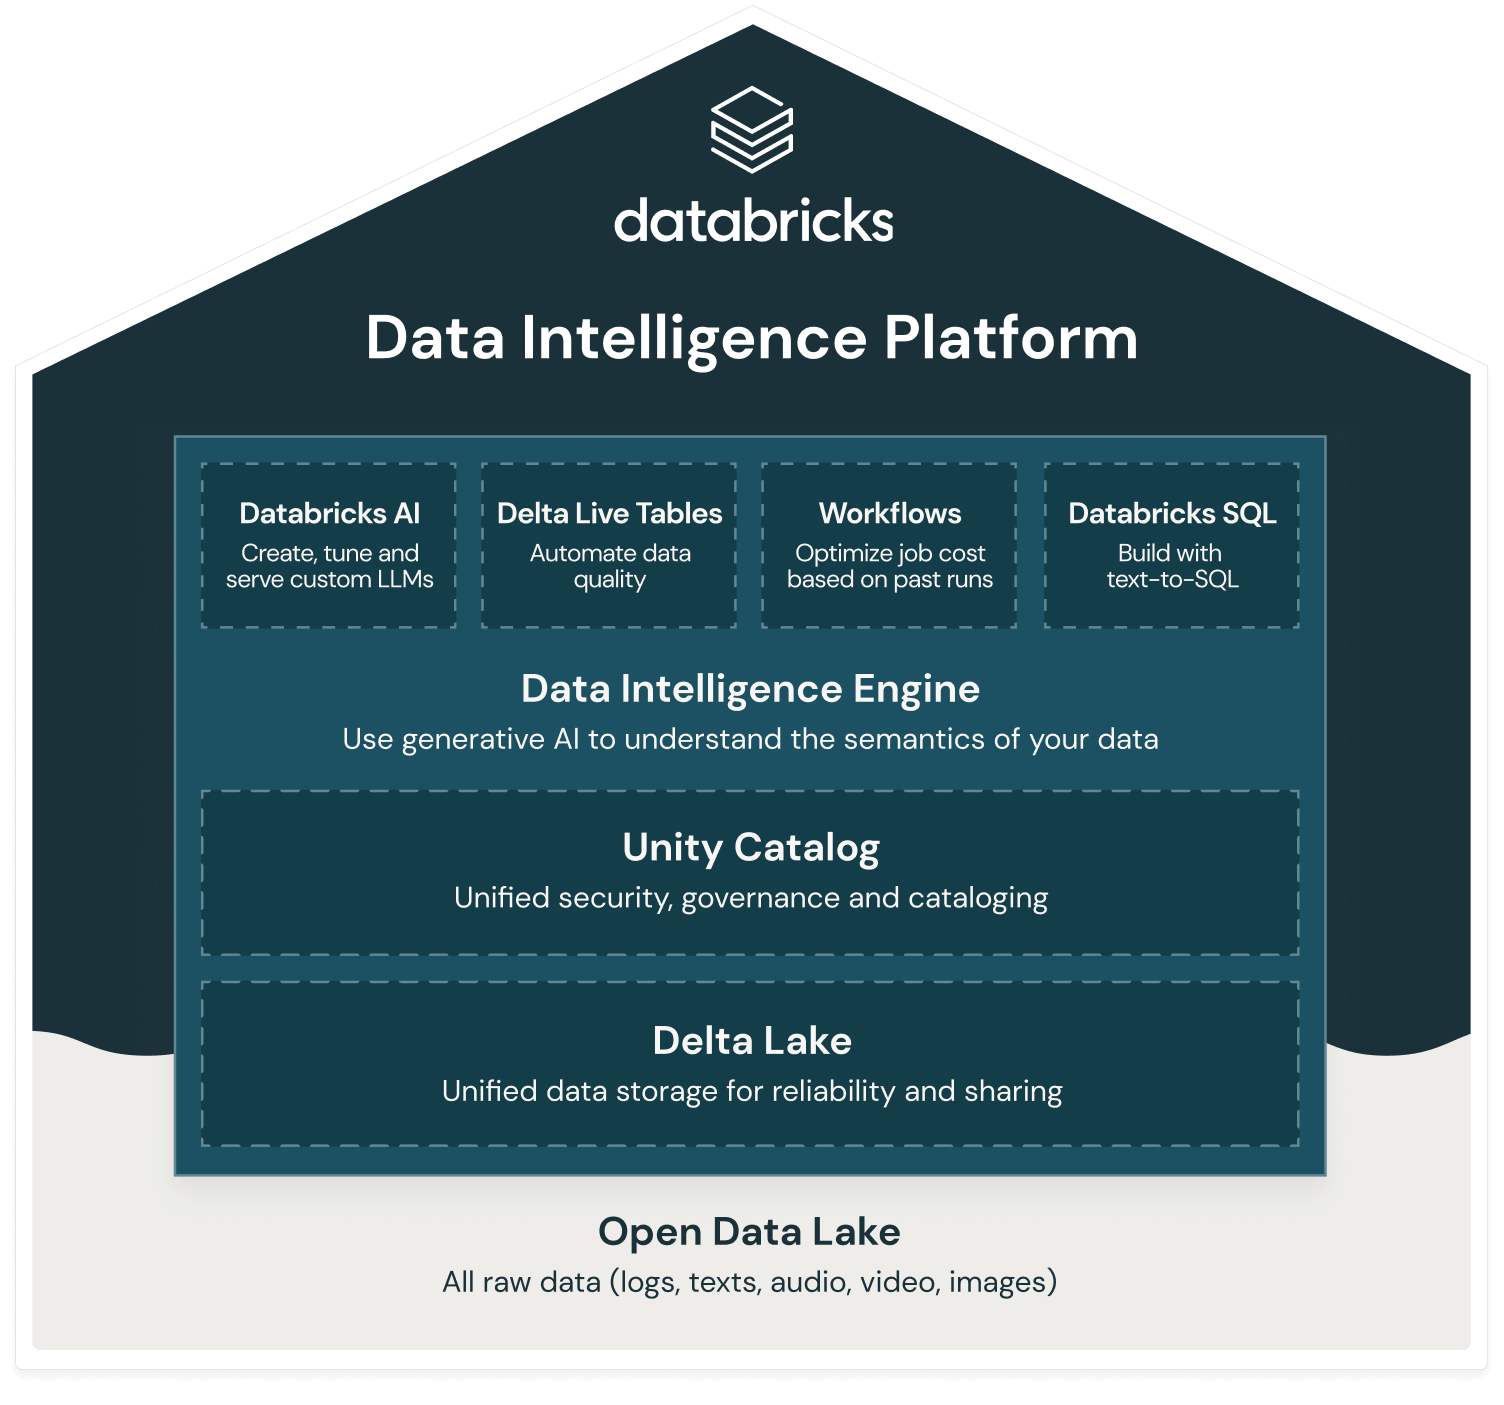 databricks
Data Intelligence Platform
Databricks AI
Create, tune and
serve custom LLMs
Delta Live Tables
Automate data
quality
Workflows
Optimize job cost
based on past runs
Databricks SQL
Build with
text-to-SQL
Data Intelligence Engine
Use generative AI to understand the semantics of your data
Unity Catalog
Unified security, governance and cataloging
Delta Lake
Unified data storage for reliability and sharing
Open Data Lake
All raw data (logs, texts, audio, video, images)